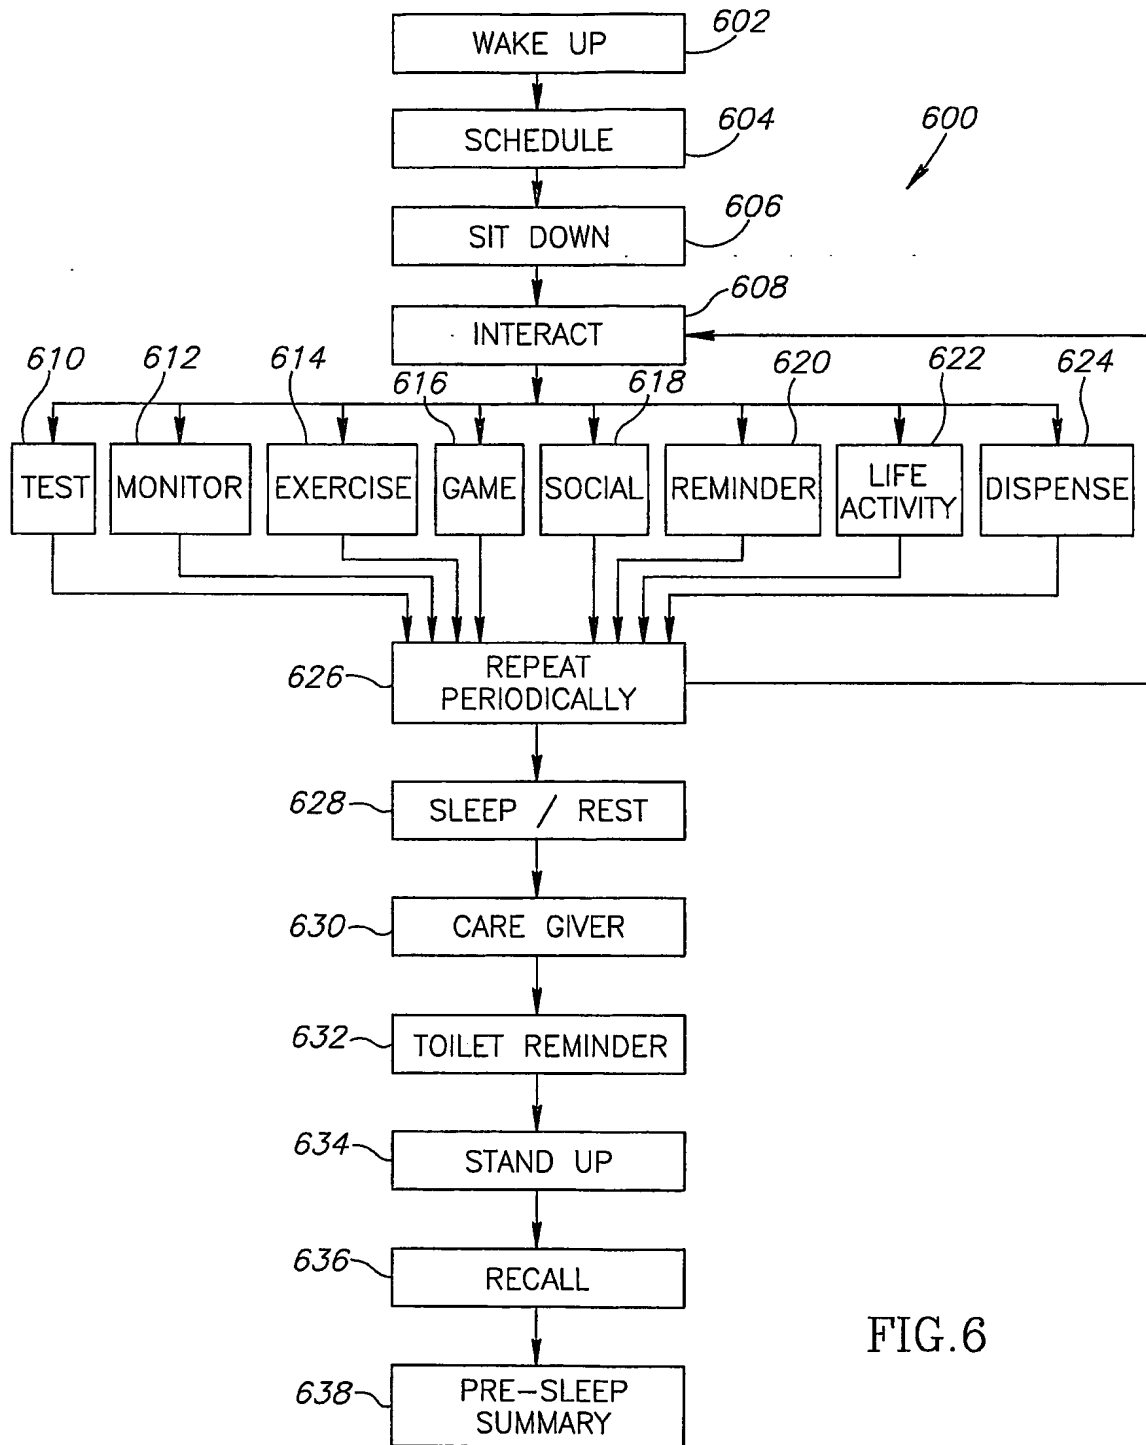 WAKE UP
602
SCHEDULE
604
600
SIT DOWN
606
INTERACT
608
610
612
614
616
618
620
622
624
TEST
MONITOR
EXERCISE
GAME
SOCIAL
REMINDER
LIFE
ACTIVITY
DISPENSE
626
REPEAT
PERIODICALLY
628
SLEEP / REST
630
CARE GIVER
632
TOILET REMINDER
634
STAND UP
636
RECALL
FIG.6
638
PRE-SLEEP
SUMMARY